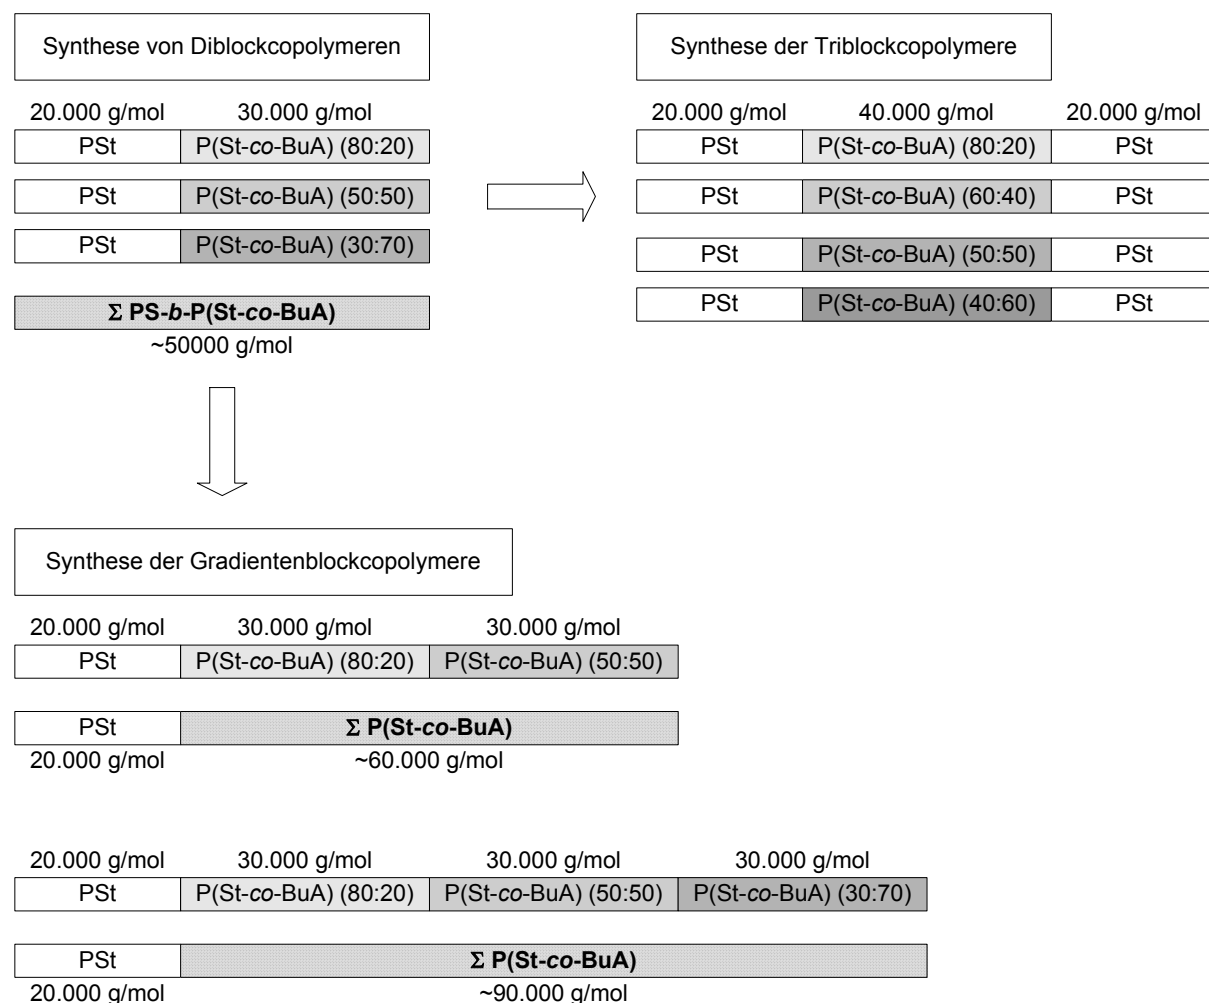 Synthese von Diblockcopolymeren
20.000 g/mol 30.000 g/mol
PSt P(St-co-BuA) (80:20)
PSt P(St-co-BuA) (50:50)
PSt P(St-co-BuA) (30:70)
Σ PS-b-P(St-co-BuA)
~50000 g/mol
Synthese der Triblockcopolymere
20.000 g/mol 40.000 g/mol 20.000 g/mol
PSt P(St-co-BuA) (80:20) PSt
PSt P(St-co-BuA) (60:40) PSt
PSt P(St-co-BuA) (50:50) PSt
PSt P(St-co-BuA) (40:60) PSt
Synthese der Gradientenblockcopolymere
20.000 g/mol 30.000 g/mol 30.000 g/mol
PSt P(St-co-BuA) (80:20) P(St-co-BuA) (50:50)
PSt Σ P(St-co-BuA)
20.000 g/mol ~60.000 g/mol
20.000 g/mol 30.000 g/mol 30.000 g/mol 30.000 g/mol
PSt P(St-co-BuA) (80:20) P(St-co-BuA) (50:50) P(St-co-BuA) (30:70)
PSt Σ P(St-co-BuA)
20.000 g/mol ~90.000 g/mol